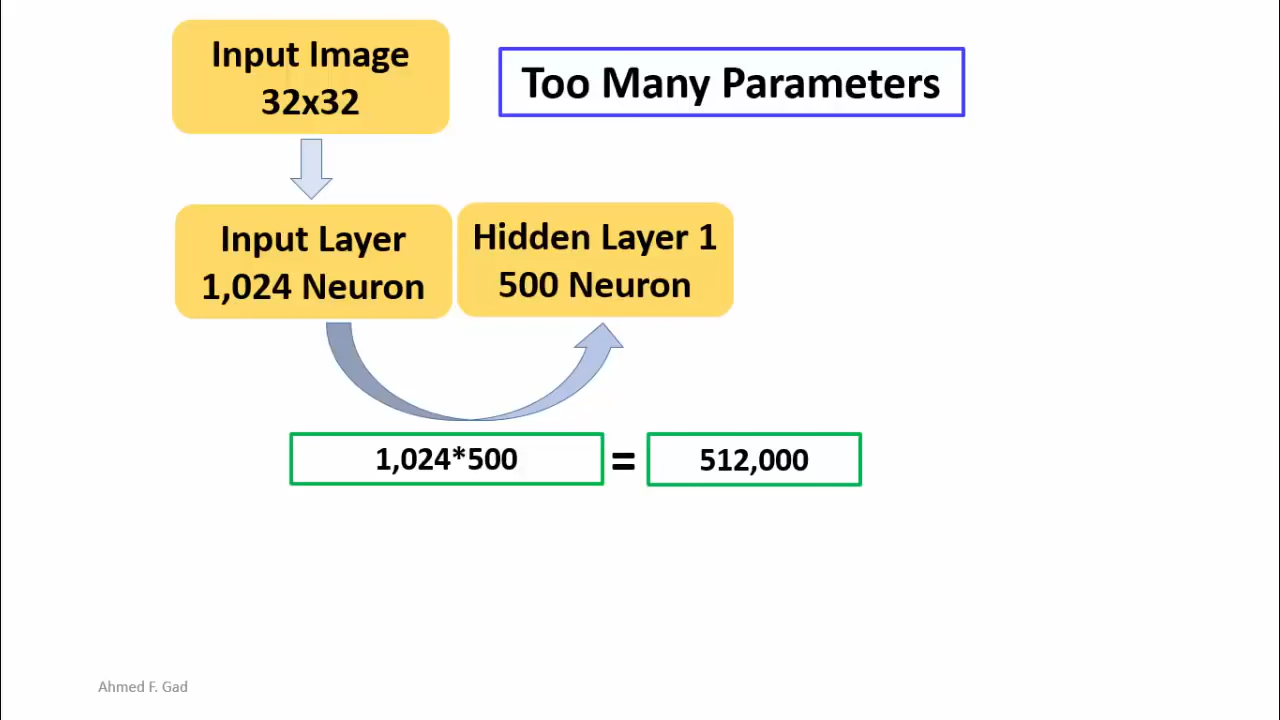 Input Image
32x32
Too Many Parameters
Input Layer
1,024 Neuron
Hidden Layer 1
500 Neuron
1,024*500
=
512,000
Ahmed F. Gad